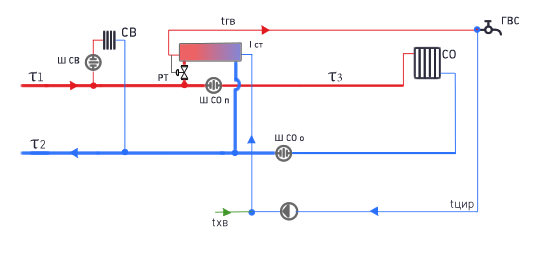 tгв
ГВС
Ш СВ
СВ
I ст
СО
РТ
τ1
Ш СО п
τ3
τ2
Ш СО о
tхв
tцир